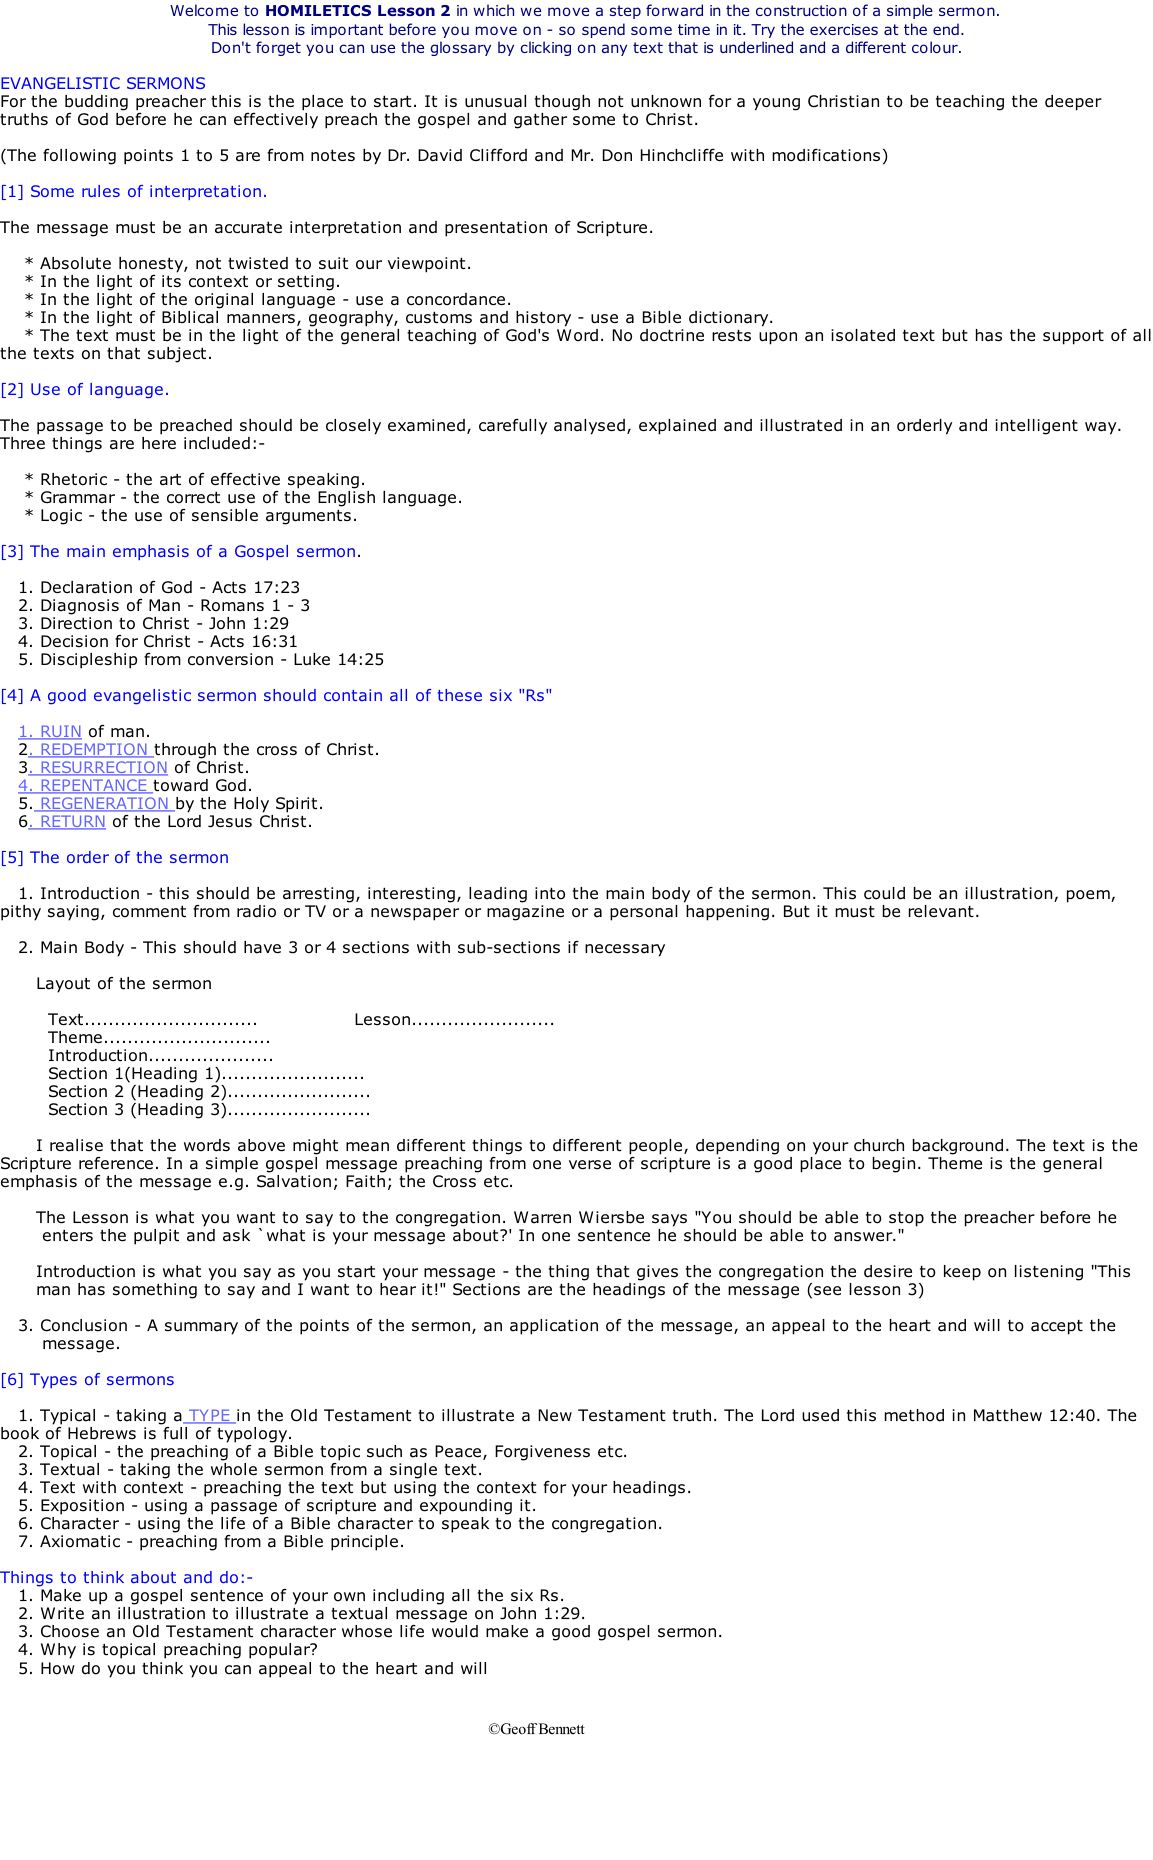 Welcome to HOMILETICS Lesson 2 in which we move a step forward in the construction of a simple sermon.
This lesson is important before you move on - so spend some time in it. Try the exercises at the end.
Don't forget you can use the glossary by clicking on any text that is underlined and a different colour.
EVANGELISTIC SERMONS
For the budding preacher this is the place to start. It is unusual though not unknown for a young Christian to be teaching the deeper
truths of God before he can effectively preach the gospel and gather some to Christ.
(The following points 1 to 5 are from notes by Dr. David Clifford and Mr. Don Hinchcliffe with modifications)
[1] Some rules of interpretation.
The message must be an accurate interpretation and presentation of Scripture.
* Absolute honesty, not twisted to suit our viewpoint.
* In the light of its context or setting.
* In the light of the original language - use a concordance.
* In the light of Biblical manners, geography, customs and history - use a Bible dictionary.
* The text must be in the light of the general teaching of God's Word. No doctrine rests upon an isolated text but has the support of all
the texts on that subject.
[2] Use of language.
The passage to be preached should be closely examined, carefully analysed, explained and illustrated in an orderly and intelligent way.
Three things are here included:-
* Rhetoric - the art of effective speaking.
* Grammar - the correct use of the English language.
* Logic - the use of sensible arguments.
[3] The main emphasis of a Gospel sermon.
1. Declaration of God - Acts 17:23
2. Diagnosis of Man - Romans 1 - 3
3. Direction to Christ - John 1:29
4. Decision for Christ - Acts 16:31
5. Discipleship from conversion - Luke 14:25
[4] A good evangelistic sermon should contain all of these six "Rs"
1. RUIN of man.
2. REDEMPTION through the cross of Christ.
3. RESURRECTION of Christ.
4. REPENTANCE toward God.
5. REGENERATION by the Holy Spirit.
6. RETURN of the Lord Jesus Christ.
[5] The order of the sermon
1. Introduction - this should be arresting, interesting, leading into the main body of the sermon. This could be an illustration, poem,
pithy saying, comment from radio or TV or a newspaper or magazine or a personal happening. But it must be relevant.
2. Main Body - This should have 3 or 4 sections with sub-sections if necessary
Layout of the sermon
Text............................. Lesson........................
Theme............................
Introduction.....................
Section 1(Heading 1)........................
Section 2 (Heading 2)........................
Section 3 (Heading 3)........................
I realise that the words above might mean different things to different people, depending on your church background. The text is the
Scripture reference. In a simple gospel message preaching from one verse of scripture is a good place to begin. Theme is the general
emphasis of the message e.g. Salvation; Faith; the Cross etc.
The Lesson is what you want to say to the congregation. Warren Wiersbe says "You should be able to stop the preacher before he
enters the pulpit and ask `what is your message about?' In one sentence he should be able to answer."
Introduction is what you say as you start your message - the thing that gives the congregation the desire to keep on listening "This
man has something to say and I want to hear it!" Sections are the headings of the message (see lesson 3)
3. Conclusion - A summary of the points of the sermon, an application of the message, an appeal to the heart and will to accept the
message.
[6] Types of sermons
1. Typical - taking a TYPE in the Old Testament to illustrate a New Testament truth. The Lord used this method in Matthew 12:40. The
book of Hebrews is full of typology.
2. Topical - the preaching of a Bible topic such as Peace, Forgiveness etc.
3. Textual - taking the whole sermon from a single text.
4. Text with context - preaching the text but using the context for your headings.
5. Exposition - using a passage of scripture and expounding it.
6. Character - using the life of a Bible character to speak to the congregation.
7. Axiomatic - preaching from a Bible principle.
Things to think about and do:-
1. Make up a gospel sentence of your own including all the six Rs.
2. Write an illustration to illustrate a textual message on John 1:29.
3. Choose an Old Testament character whose life would make a good gospel sermon.
4. Why is topical preaching popular?
5. How do you think you can appeal to the heart and will
©Geoff Bennett